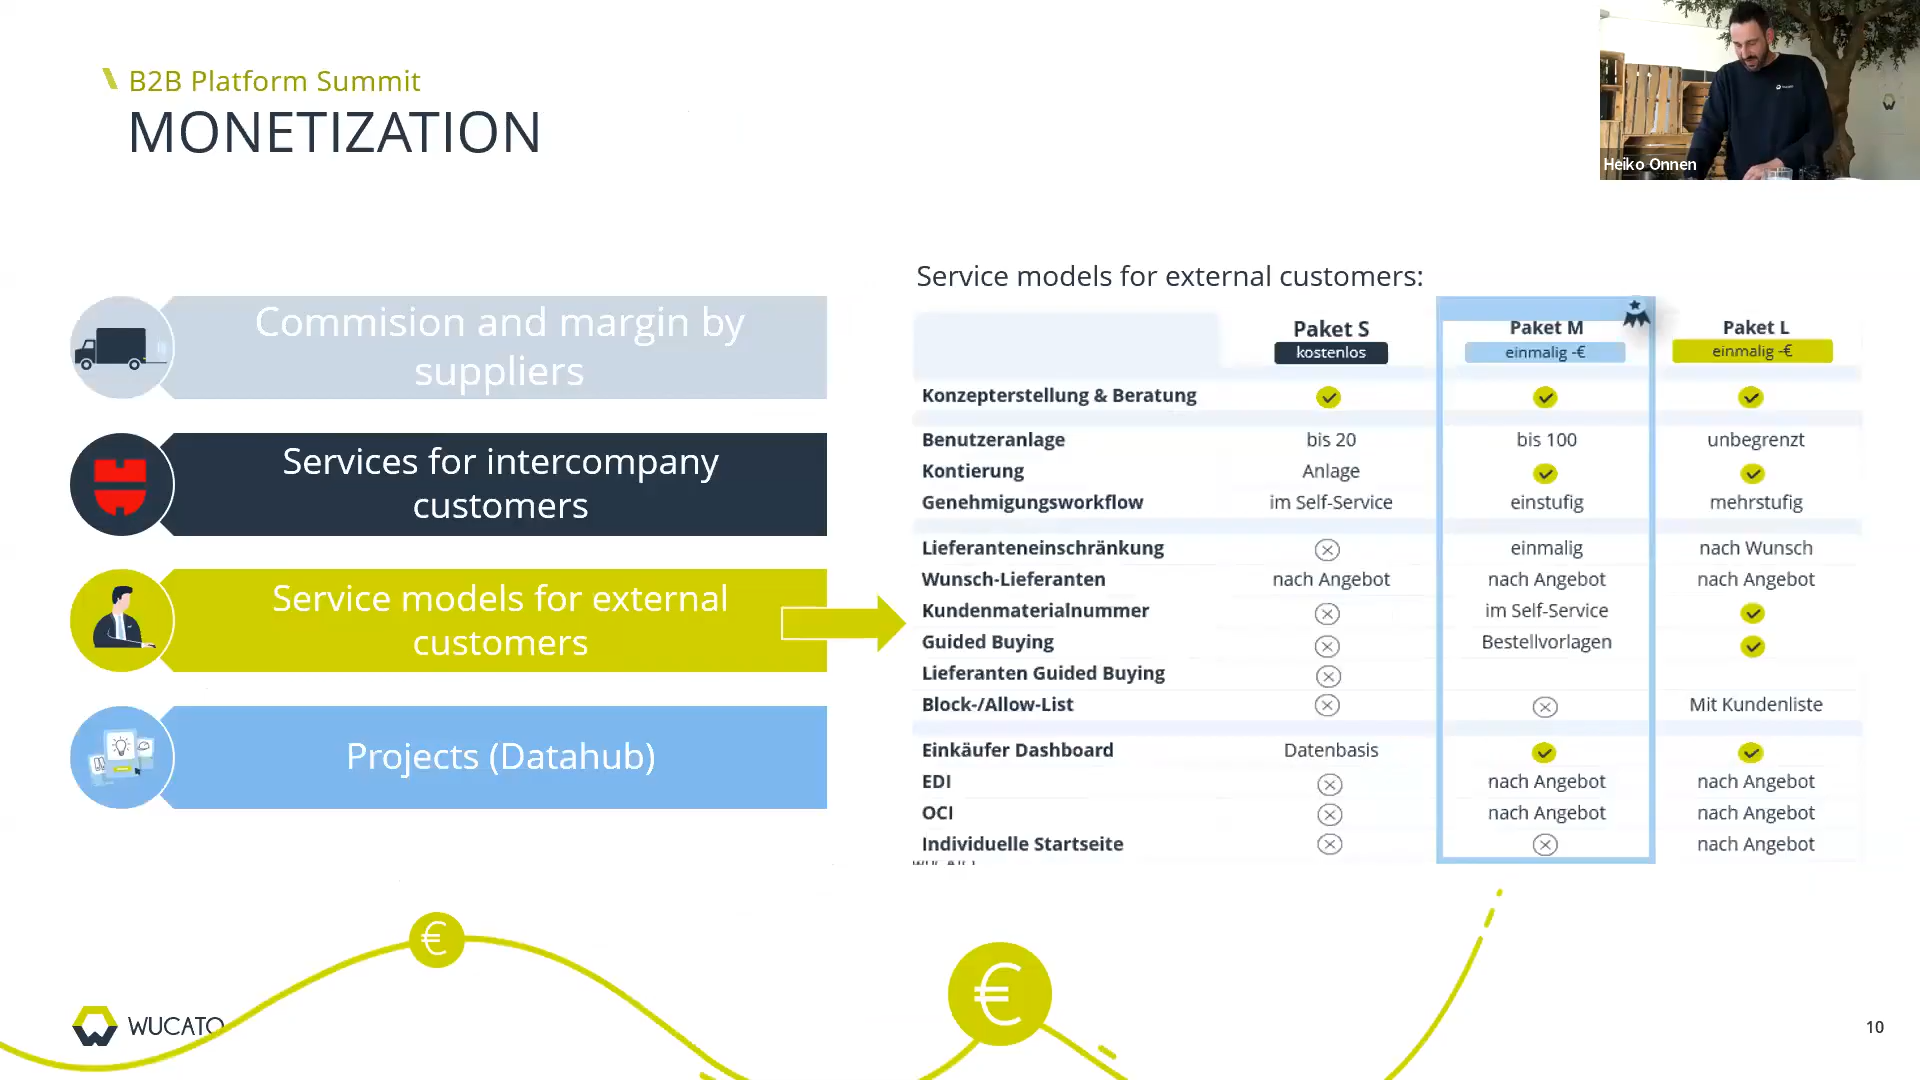 B2B Platform Summit
MONETIZATION
Heiko Onnen
Commision and margin by
suppliers
Services for intercompany
customers
Service models for external
customers
Projects (Datahub)
Service models for external customers:
Paket S Paket M Paket L
kostenlos einmalig -€ einmalig -€
Konzepterstellung & Beratung
Benutzeranlage bis 20 bis 100 unbegrenzt
Kontierung Anlage
Genehmigungsworkflow im Self-Service einstufig mehrstufig
Lieferanteneinschränkung einmalig nach Wunsch
Wunsch-Lieferanten nach Angebot nach Angebot nach Angebot
Kundenmaterialnummer im Self-Service
Guided Buying Bestellvorlagen
Lieferanten Guided Buying
Block-/Allow-List Mit Kundenliste
Einkäufer Dashboard Datenbasis
EDI nach Angebot nach Angebot
OCI nach Angebot nach Angebot
Individuelle Startseite nach Angebot
€
€
WUCATO
10